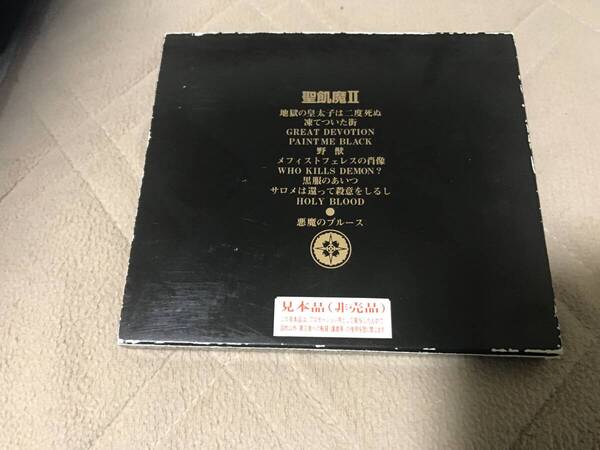 聖飢魔II
地獄の皇太子は二度死ぬ
凍てついた街
GREAT DEVOTION
PAINT ME BLACK
野獣
メフィストフェレスの肖像
WHO KILLS DEMON?
黒服のあいつ
サロメは還って殺意をしるし
HOLY BLOOD
●
悪魔のブルース
見本品(非売品)